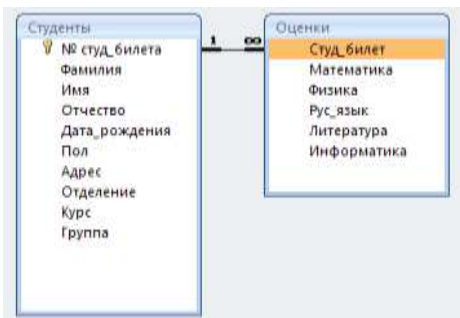 Студенты
№ студ_билета
Фамилия
Имя
Отчество
Дата_рождения
Пол
Адрес
Отделение
Курс
Группа
1 ∞
Оценки
Студ_билет
Математика
Физика
Рус_язык
Литература
Информатика